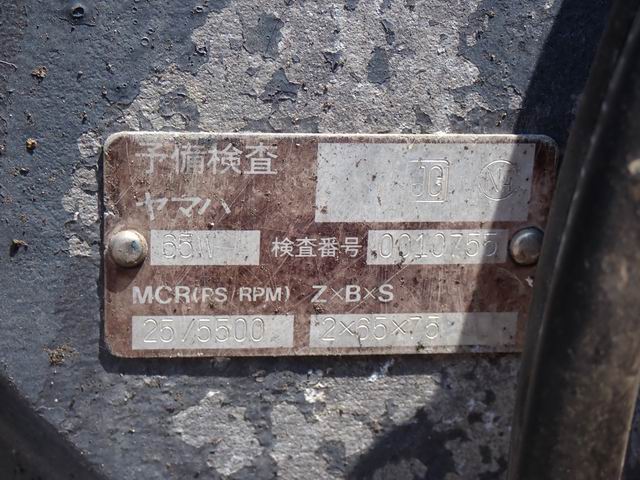 予備検査 JG
ヤマハ
65W 検査番号 0010755
MCR(PS/RPM) Z×B×S
25/5500 2×65×75